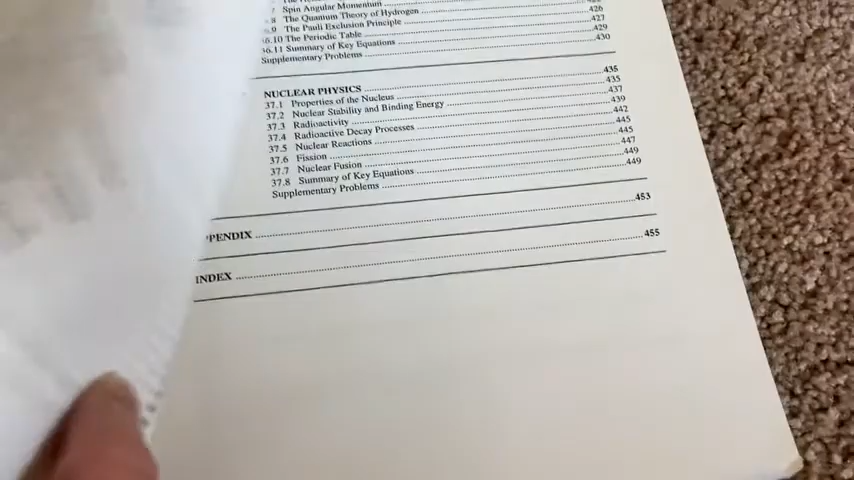 Spin Angular Momentum
The Quantum Theory of Hydrogen
The Pauli Exclusion Principle ........ 426
36.10 The Periodic Table ........ 427
36.11 Summary of Key Equations ........ 429
Supplementary Problems ........ 430
NUCLEAR PHYSICS ........ 435
37.1 Properties of the Nucleus ........ 435
37.2 Nuclear Stability and Binding Energy ........ 437
37.3 Radioactivity ........ 439
37.4 Radioactive Decay Processes ........ 442
37.5 Nuclear Reactions ........ 445
37.6 Fission ........ 445
37.7 Nuclear Fusion ........ 447
37.8 Summary of Key Equations ........ 449
Supplementary Problems ........ 449
PENDIX ........ 453
INDEX ........ 455